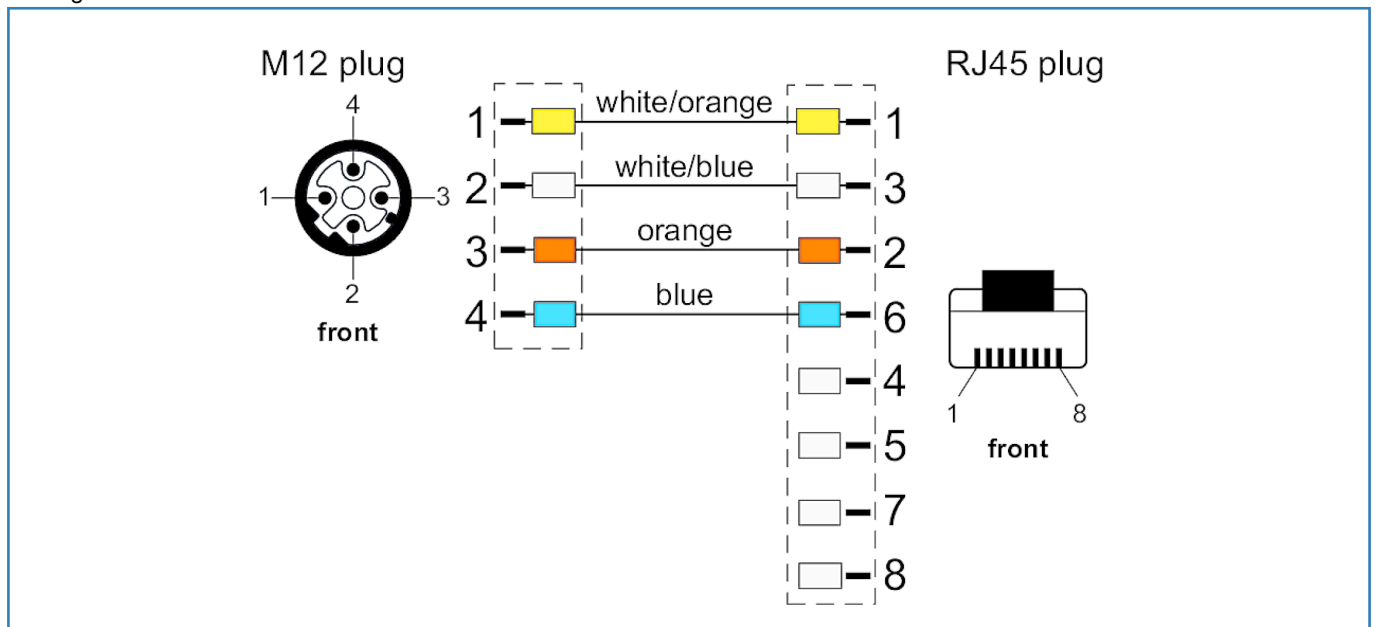 M12 plug
RJ45 plug
4
1
3
2
front
1 white/orange 1
2 white/blue 3
3 orange 2
4 blue 6
4
5
7
8
1 8
front